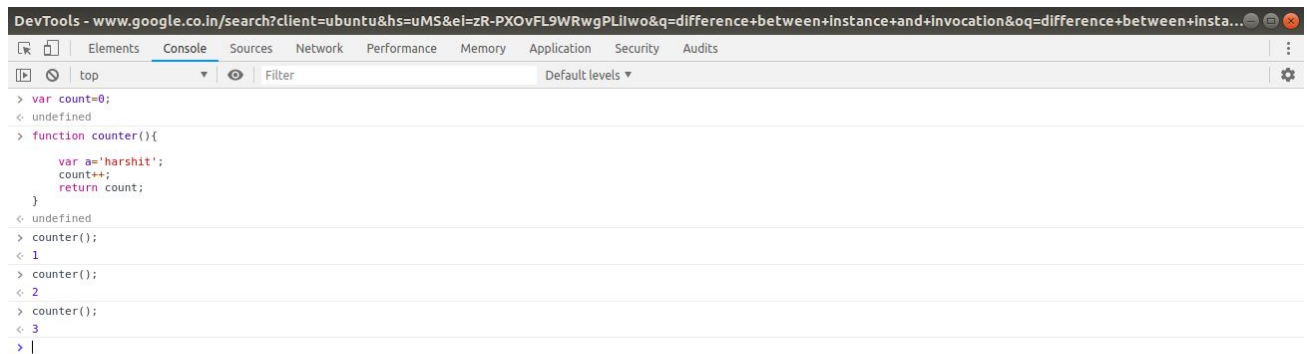 DevTools - www.google.co.in/search?client=ubuntu&hs=uMS&ei=zR-PXOvFL9WRwgPLiIwo&q=difference+between+instance+and+invocation&oq=difference+between+insta...
Elements Console Sources Network Performance Memory Application Security Audits
top Filter Default levels
> var count=0;
undefined
> function counter(){
var a='harshit';
count++;
return count;
}
undefined
> counter();
1
> counter();
2
> counter();
3
>